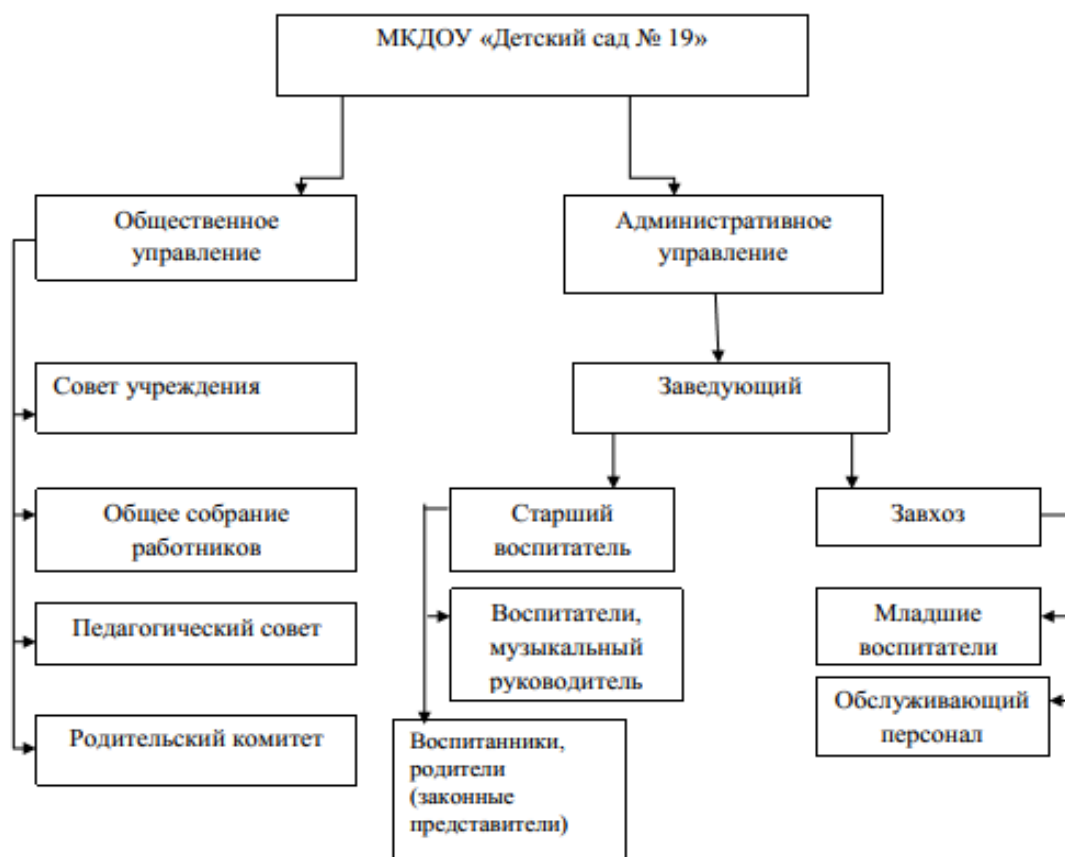 МКДОУ «Детский сад № 19»
Общественное
управление
Административное
управление
Совет учреждения
Заведующий
Общее собрание
работников
Старший
воспитатель
Завхоз
Педагогический совет
Воспитатели,
музыкальный
руководитель
Младшие
воспитатели
Обслуживающий
персонал
Родительский комитет
Воспитанники,
родители
(законные
представители)